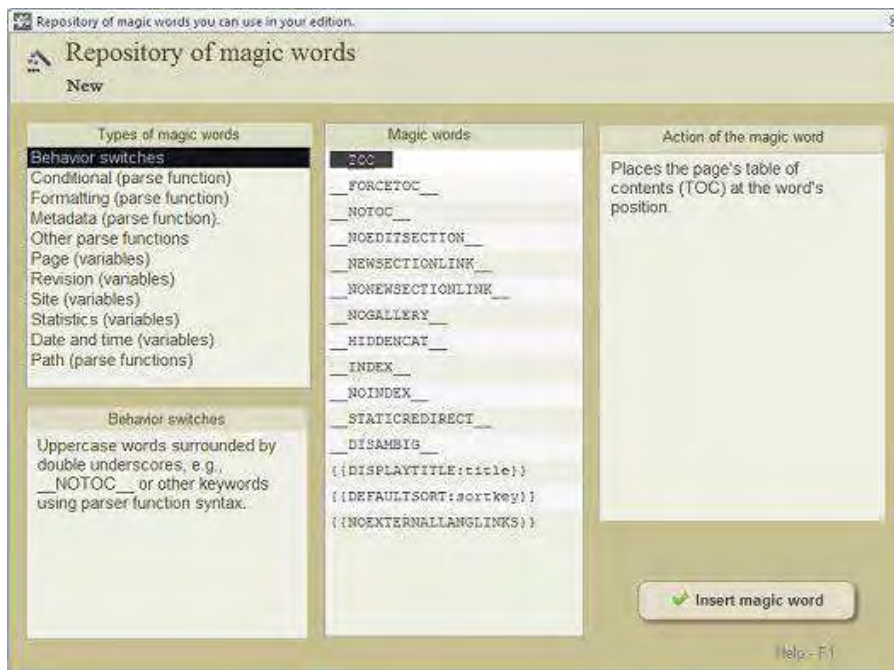 Repository of magic words you can use in your edition.
Repository of magic words
New
Types of magic words
Behavior switches
Conditional (parse function)
Formatting (parse function)
Metadata (parse function).
Other parse functions
Page (variables)
Revision (variables)
Site (variables)
Statistics (variables)
Date and time (variables)
Path (parse functions)
Behavior switches
Uppercase words surrounded by
double underscores, e.g.,
__NOTOC__ or other keywords
using parser function syntax.
Magic words
__TOC__
__FORCETOC__
__NOTOC__
__NOEDITSECTION__
__NEWSECTIONLINK__
__NONEWSECTIONLINK__
__NOGALLERY__
__HIDDENCAT__
__INDEX__
__NOINDEX__
__STATICREDIRECT__
__DISAMBIG__
{{DISPLAYTITLE:title}}
{{DEFAULTSORT:sortkey}}
{{NOEXTERNALLANGLINKS}}
Action of the magic word
Places the page's table of
contents (TOC) at the word's
position
Insert magic word
Help - F1